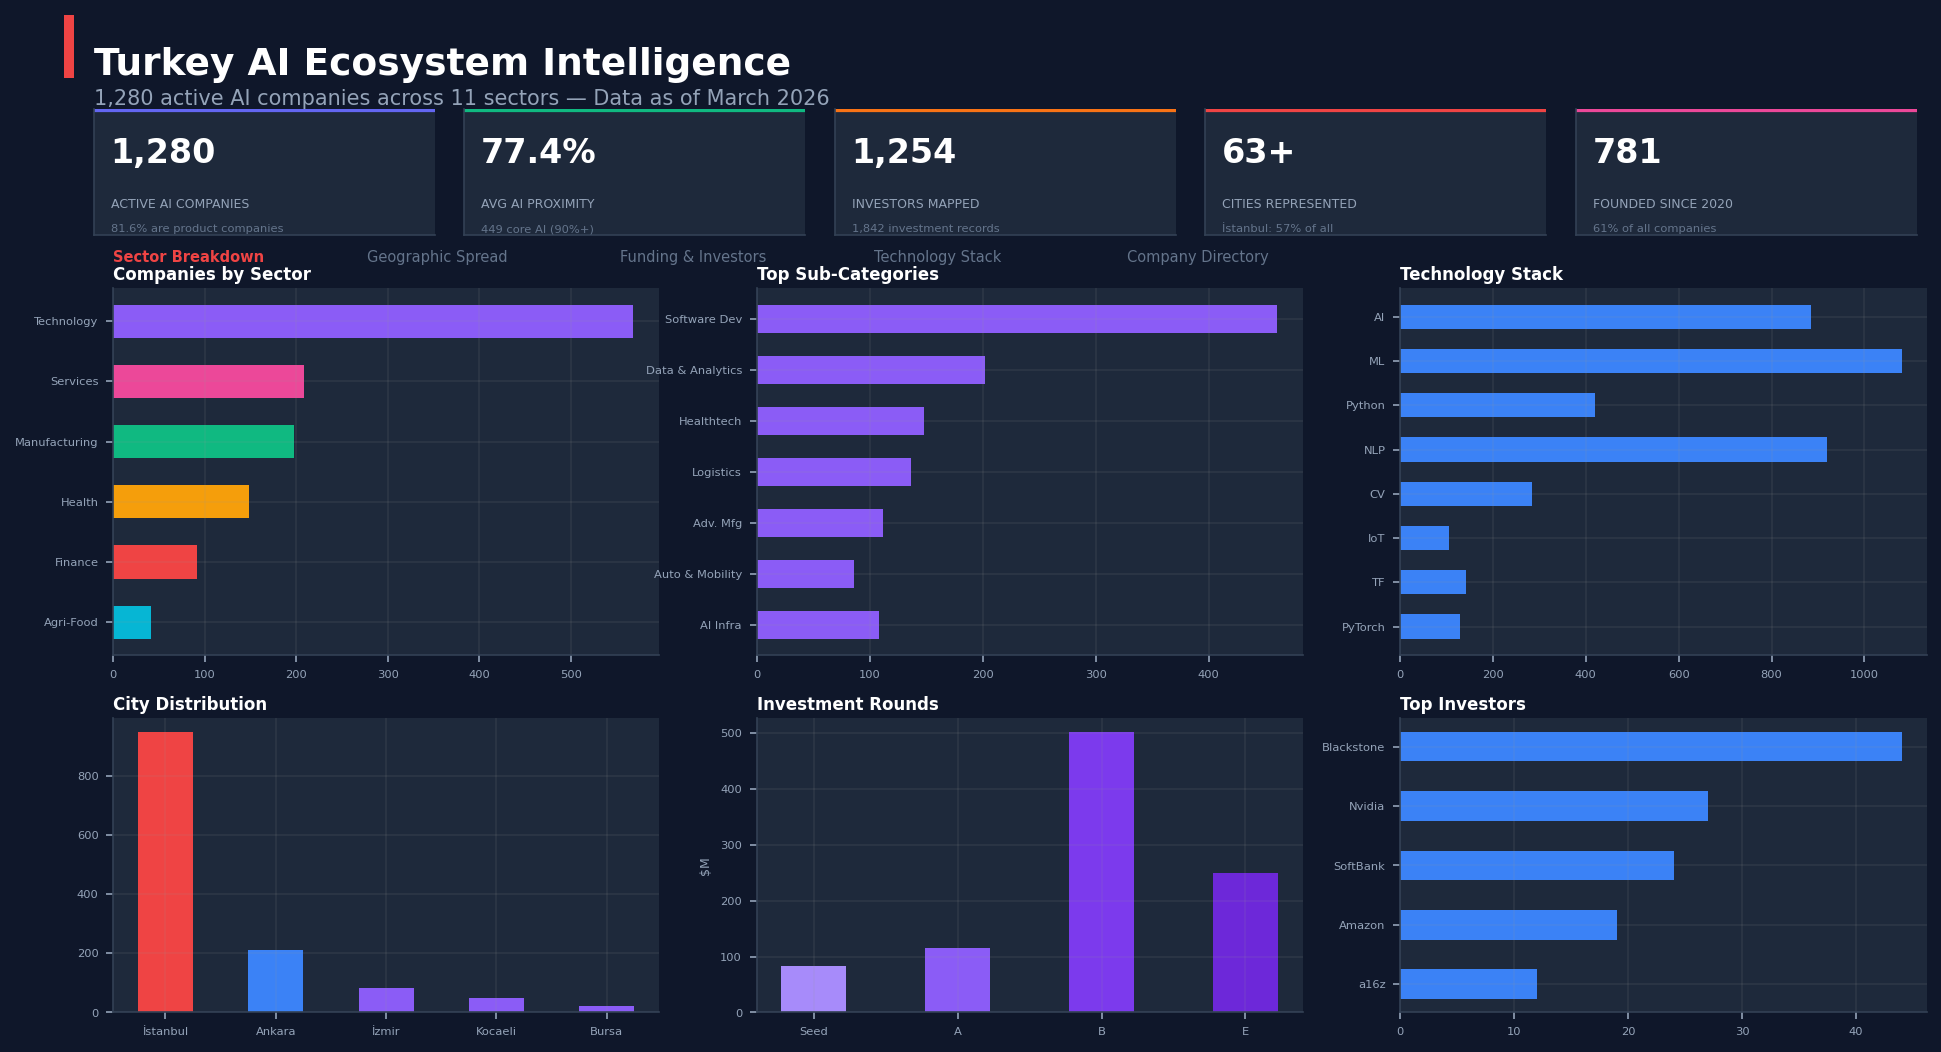 Turkey AI Ecosystem Intelligence
1,280 active AI companies across 11 sectors — Data as of March 2026
1,280
ACTIVE AI COMPANIES
81.6% are product companies
77.4%
AVG AI PROXIMITY
449 core AI (90%+)
1,254
INVESTORS MAPPED
1,842 investment records
63+
CITIES REPRESENTED
İstanbul: 57% of all
781
FOUNDED SINCE 2020
61% of all companies
Sector Breakdown
Geographic Spread
Funding & Investors
Technology Stack
Company Directory
Companies by Sector
Technology
Services
Manufacturing
Health
Finance
Agri-Food
0 100 200 300 400 500
Top Sub-Categories
Software Dev
Data & Analytics
Healthtech
Logistics
Adv. Mfg
Auto & Mobility
AI Infra
0 100 200 300 400
Technology Stack
AI
ML
Python
NLP
CV
IoT
TF
PyTorch
0 200 400 600 800 1000
City Distribution
800
600
400
200
0
İstanbul Ankara İzmir Kocaeli Bursa
Investment Rounds
$M
500
400
300
200
100
0
Seed A B E
Top Investors
Blackstone
Nvidia
SoftBank
Amazon
a16z
0 10 20 30 40